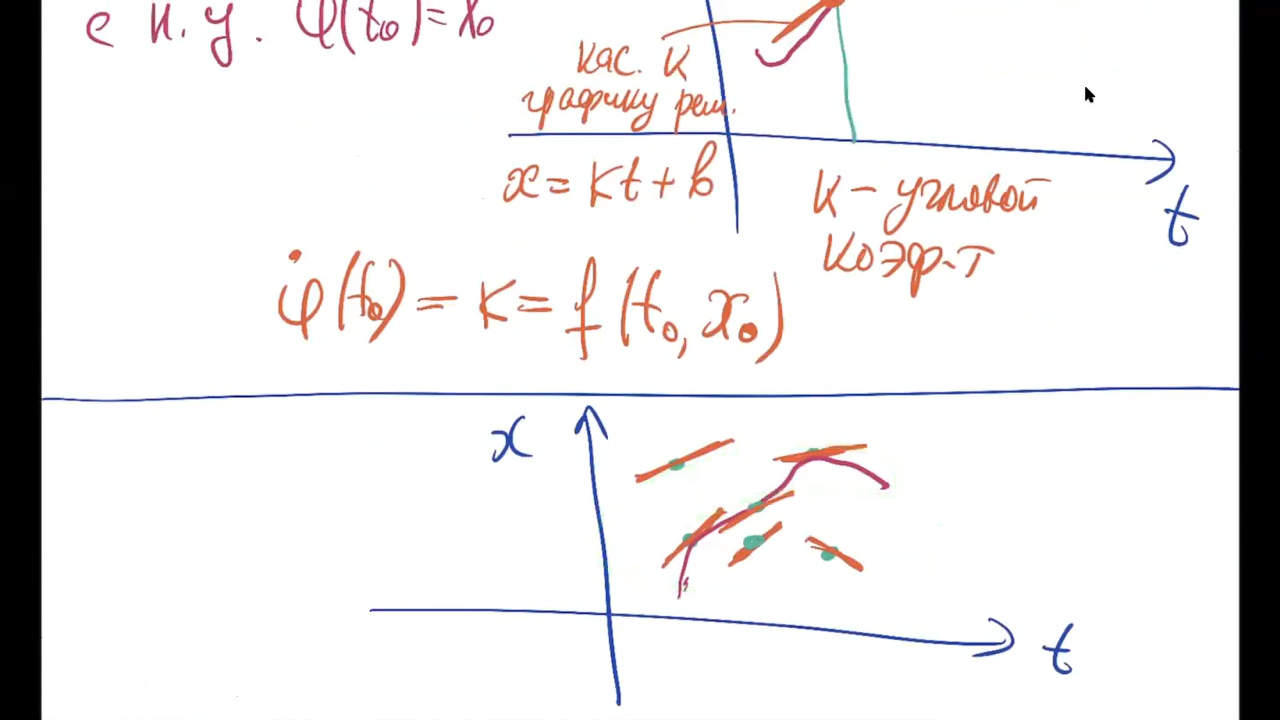 с н.у. φ(t₀)=x₀
кас. к
графику реш.
x = kt + b
k – угловой
коэф-т
t
φ̇(t₀) = k = f(t₀, x₀)
x
t